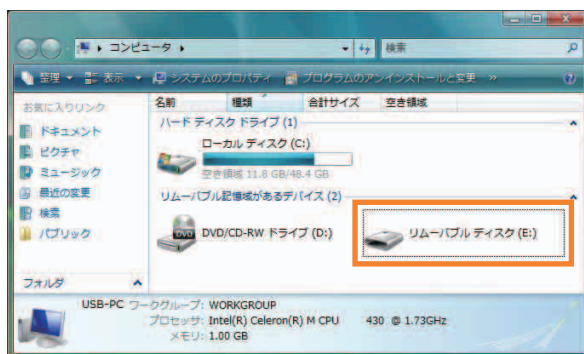 コンピュータ
検索
整理 表示 システムのプロパティ プログラムのアンインストールと変更 »
お気に入りリンク
ドキュメント
ピクチャ
ミュージック
最近の変更
検索
パブリック
フォルダ
名前 種類 合計サイズ 空き領域
ハード ディスク ドライブ (1)
ローカル ディスク (C:)
空き領域 11.8 GB/48.4 GB
リムーバブル記憶域があるデバイス (2)
DVD/CD-RW ドライブ (D:)
リムーバブル ディスク (E:)
USB-PC ワークグループ: WORKGROUP
プロセッサ: Intel(R) Celeron(R) M CPU 430 @ 1.73GHz
メモリ: 1.00 GB